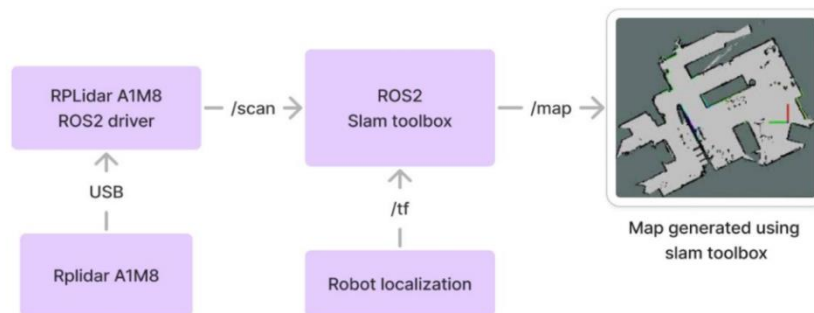 RPLidar A1M8
ROS2 driver
/scan
ROS2
Slam toolbox
/map
USB
/tf
Map generated using
slam toolbox
Rplidar A1M8
Robot localization